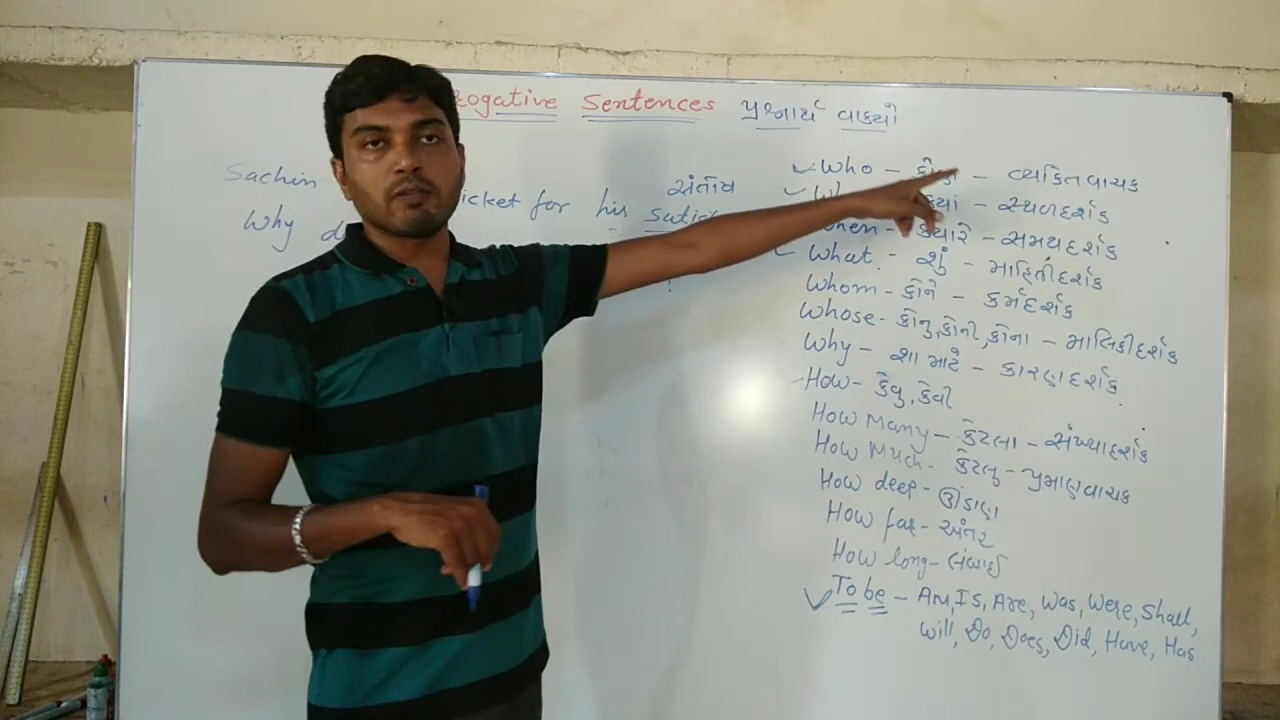 Sentences પ્રશ્નાર્થ વાક્યો
Sachin
for his
સંતોષ
Why
Who – – વ્યક્તિવાચક
– સ્થળદર્શક
ક્યારે – સમયદર્શક
What – શું – માહિતીદર્શક
Whom – કોને – કર્મદર્શક
Whose – કોનુ, કોની, કોના – માલિકીદર્શક
Why – શા માટે – કારણદર્શક
How – કેવુ, કેવી
How Many – કેટલા – સંખ્યાદર્શક
How Much – કેટલુ – પ્રમાણવાચક
How deep – ઊંડાણ
How far – અંતર
How long – લંબાઈ
To be – Am, Is, Are, Was, Were, Shall,
Will, Do, Does, Did, Have, Has